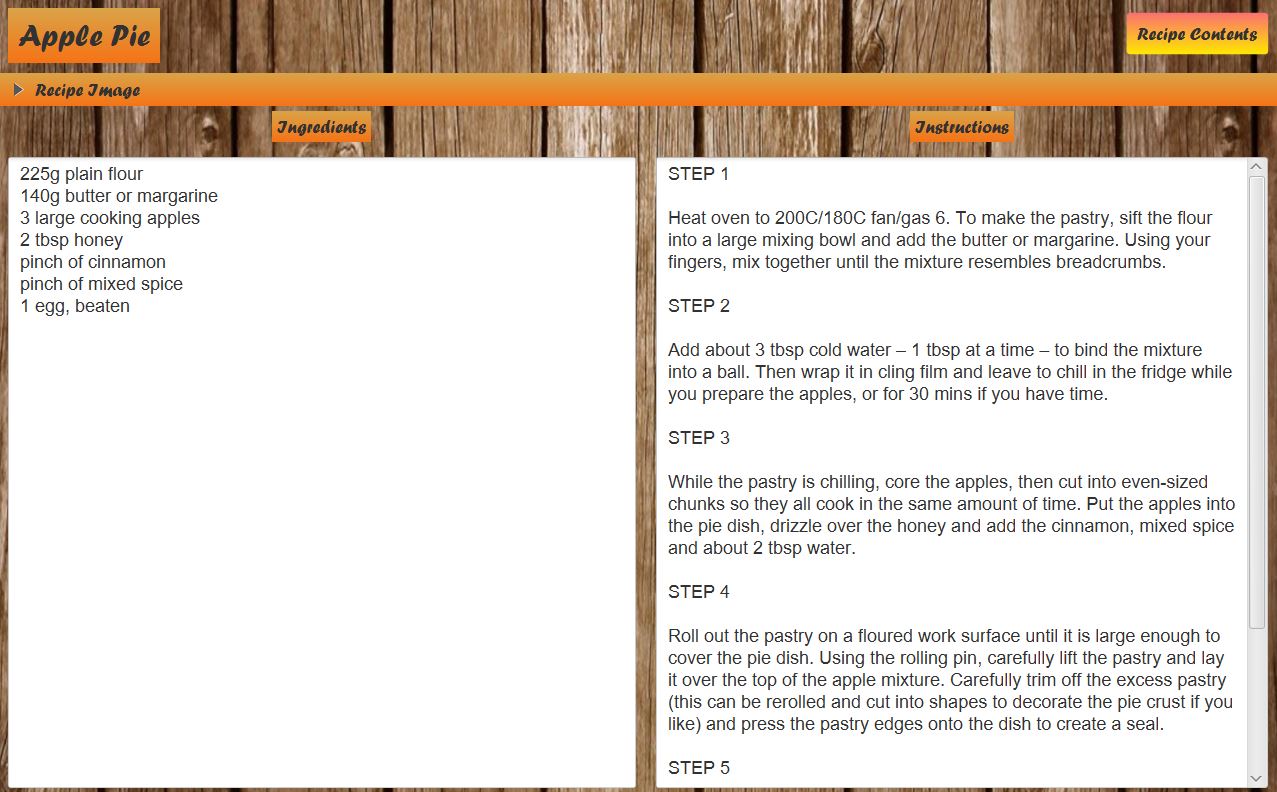 Apple Pie
Recipe Contents
Recipe Image
Ingredients
225g plain flour
140g butter or margarine
3 large cooking apples
2 tbsp honey
pinch of cinnamon
pinch of mixed spice
1 egg, beaten
Instructions
STEP 1
Heat oven to 200C/180C fan/gas 6. To make the pastry, sift the flour
into a large mixing bowl and add the butter or margarine. Using your
fingers, mix together until the mixture resembles breadcrumbs.
STEP 2
Add about 3 tbsp cold water – 1 tbsp at a time – to bind the mixture
into a ball. Then wrap it in cling film and leave to chill in the fridge while
you prepare the apples, or for 30 mins if you have time.
STEP 3
While the pastry is chilling, core the apples, then cut into even-sized
chunks so they all cook in the same amount of time. Put the apples into
the pie dish, drizzle over the honey and add the cinnamon, mixed spice
and about 2 tbsp water.
STEP 4
Roll out the pastry on a floured work surface until it is large enough to
cover the pie dish. Using the rolling pin, carefully lift the pastry and lay
it over the top of the apple mixture. Carefully trim off the excess pastry
(this can be rerolled and cut into shapes to decorate the pie crust if you
like) and press the pastry edges onto the dish to create a seal.
STEP 5